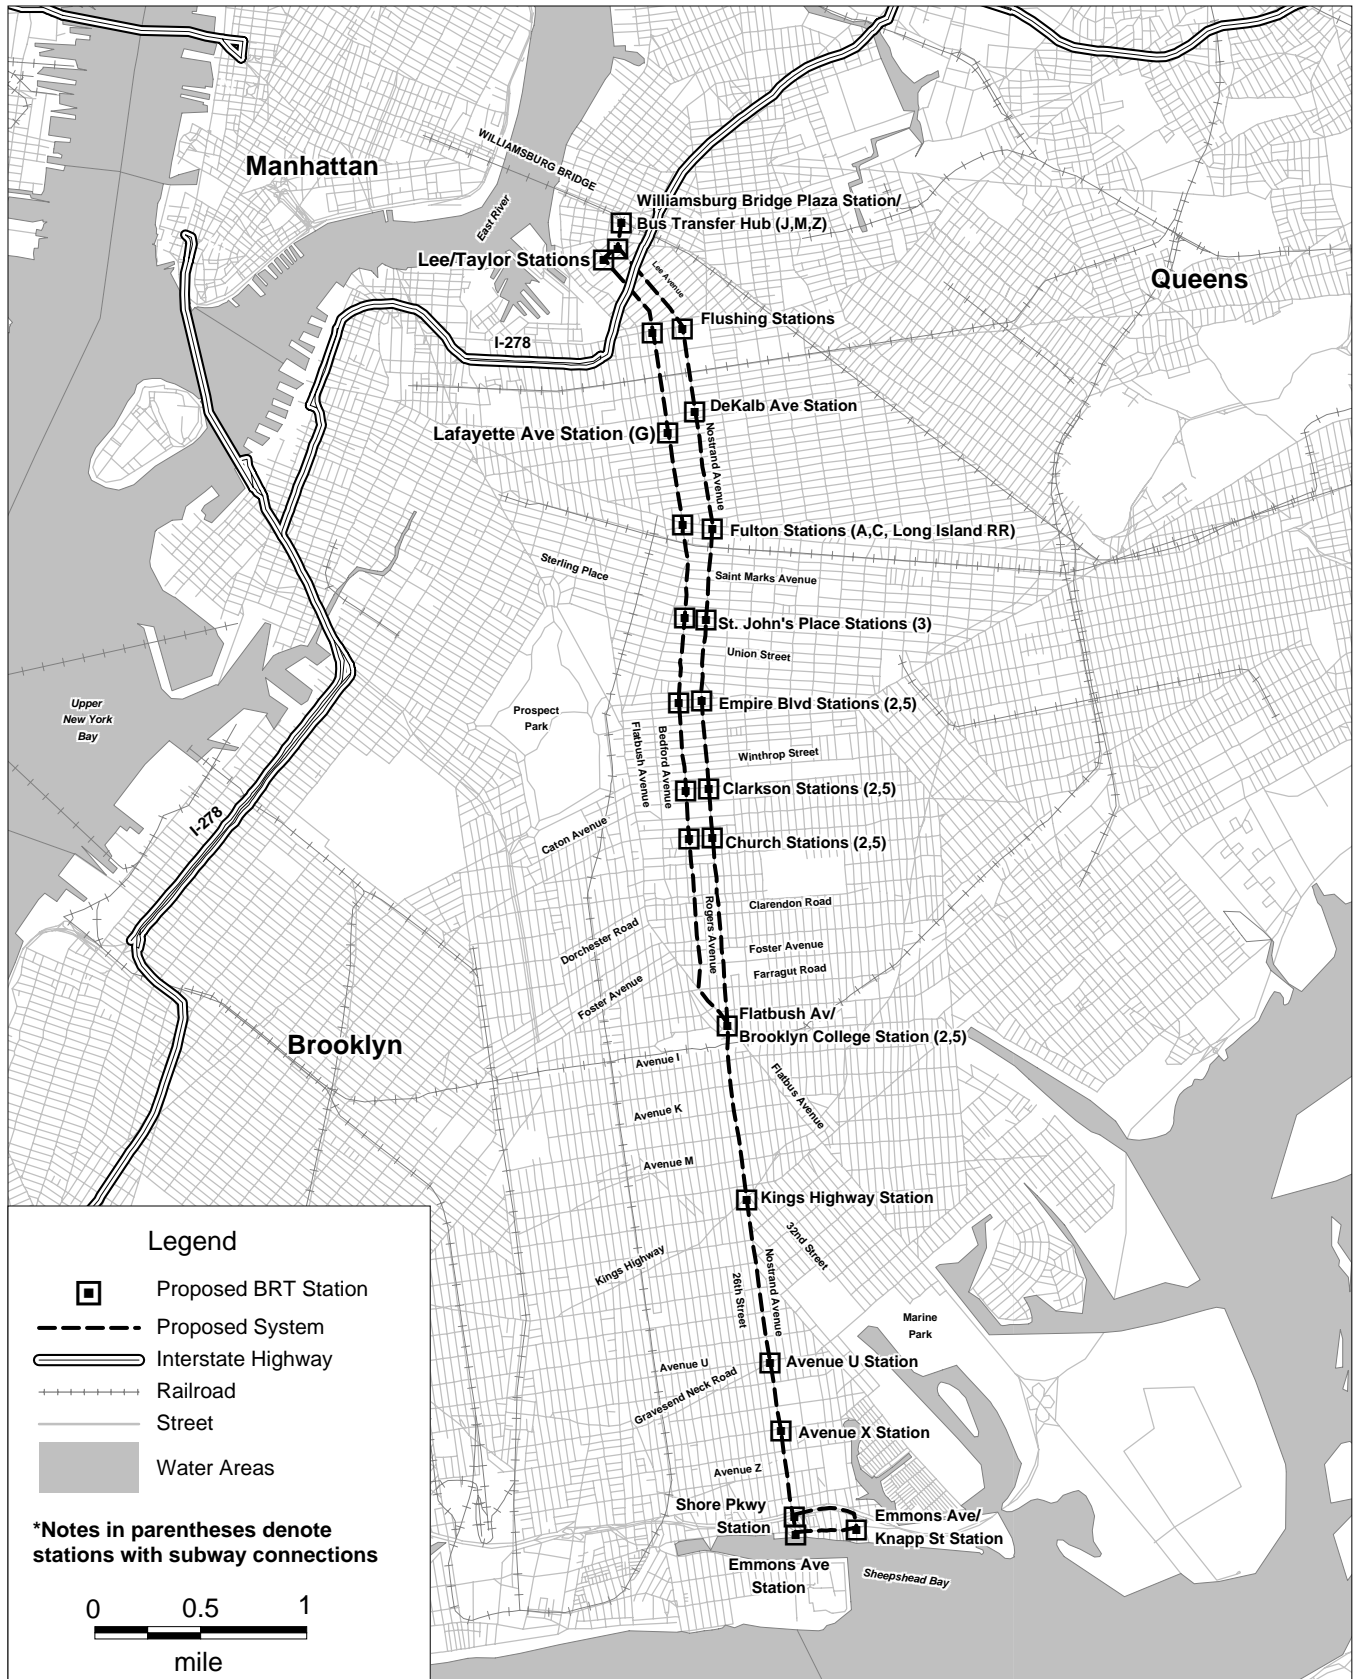 WILLIAMSBURG BRIDGE
Manhattan
Williamsburg Bridge Plaza Station/
Bus Transfer Hub (J,M,Z)
East River
Lee/Taylor Stations
Lee Avenue
Queens
Flushing Stations
I-278
DeKalb Ave Station
Lafayette Ave Station (G)
Nostrand Avenue
Fulton Stations (A,C, Long Island RR)
Sterling Place
Saint Marks Avenue
St. John's Place Stations (3)
Union Street
Upper
New York
Bay
Prospect
Park
Empire Blvd Stations (2,5)
Flatbush Avenue
Bedford Avenue
Winthrop Street
Clarkson Stations (2,5)
I-278
Caton Avenue
Church Stations (2,5)
Rogers Avenue
Clarendon Road
Dorchester Road
Foster Avenue
Farragut Road
Foster Avenue
Flatbush Av/
Brooklyn College Station (2,5)
Brooklyn
Avenue I
Flatbus Avenue
Avenue K
Avenue M
Kings Highway Station
32nd Street
Kings Highway
Nostrand Avenue
26th Street
Marine
Park
Avenue U
Avenue U Station
Gravesend Neck Road
Avenue X Station
Avenue Z
Shore Pkwy
Station
Emmons Ave/
Knapp St Station
Emmons Ave
Station
Sheepshead Bay
Legend
Proposed BRT Station
Proposed System
Interstate Highway
Railroad
Street
Water Areas
*Notes in parentheses denote
stations with subway connections
0 0.5 1
mile